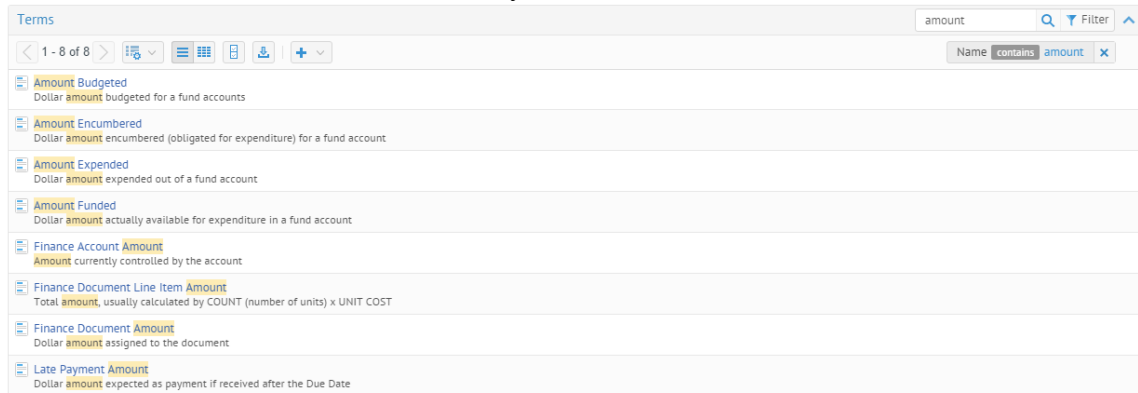 Terms
amount
Filter
1 - 8 of 8
Name contains amount
Amount Budgeted
Dollar amount budgeted for a fund accounts
Amount Encumbered
Dollar amount encumbered (obligated for expenditure) for a fund account
Amount Expended
Dollar amount expended out of a fund account
Amount Funded
Dollar amount actually available for expenditure in a fund account
Finance Account Amount
Amount currently controlled by the account
Finance Document Line Item Amount
Total amount, usually calculated by COUNT (number of units) x UNIT COST
Finance Document Amount
Dollar amount assigned to the document
Late Payment Amount
Dollar amount expected as payment if received after the Due Date